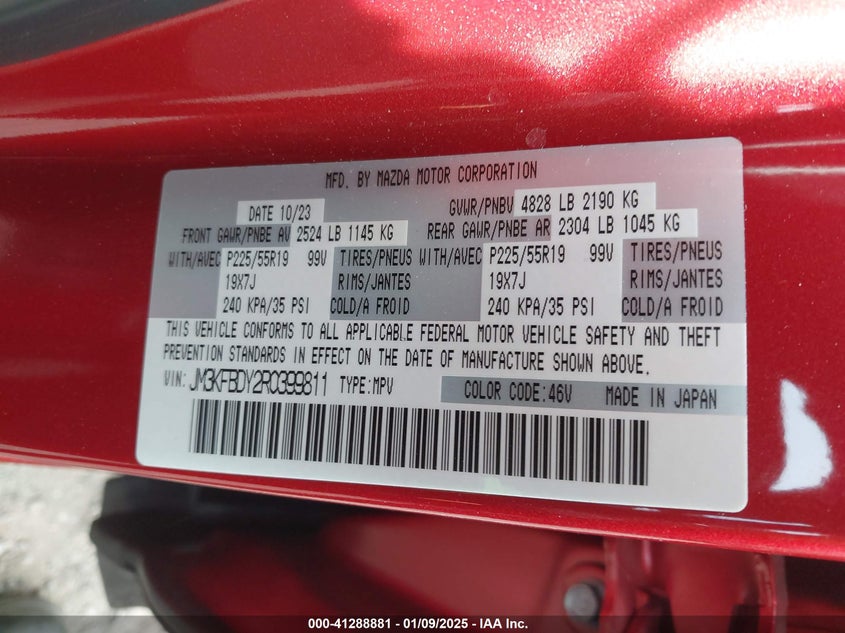 MFD. BY MAZDA MOTOR CORPORATION
DATE 10/23 GVWR/PNBV 4828 LB 2190 KG
FRONT GAWR/PNBE AV 2524 LB 1145 KG REAR GAWR/PNBE AR 2304 LB 1045 KG
WITH/AVEC P225/55R19 99V TIRES/PNEUS WITH/AVEC P225/55R19 99V TIRES/PNEUS
19X7J RIMS/JANTES 19X7J RIMS/JANTES
240 KPA/35 PSI COLD/A FROID 240 KPA/35 PSI COLD/A FROID
THIS VEHICLE CONFORMS TO ALL APPLICABLE FEDERAL MOTOR VEHICLE SAFETY AND THEFT
PREVENTION STANDARDS IN EFFECT ON THE DATE OF MANUFACTURE SHOWN ABOVE.
VIN: JM3KFBDY2R0399811 TYPE:MPV COLOR CODE:46V MADE IN JAPAN
000-41288881 - 01/09/2025 - IAA Inc.